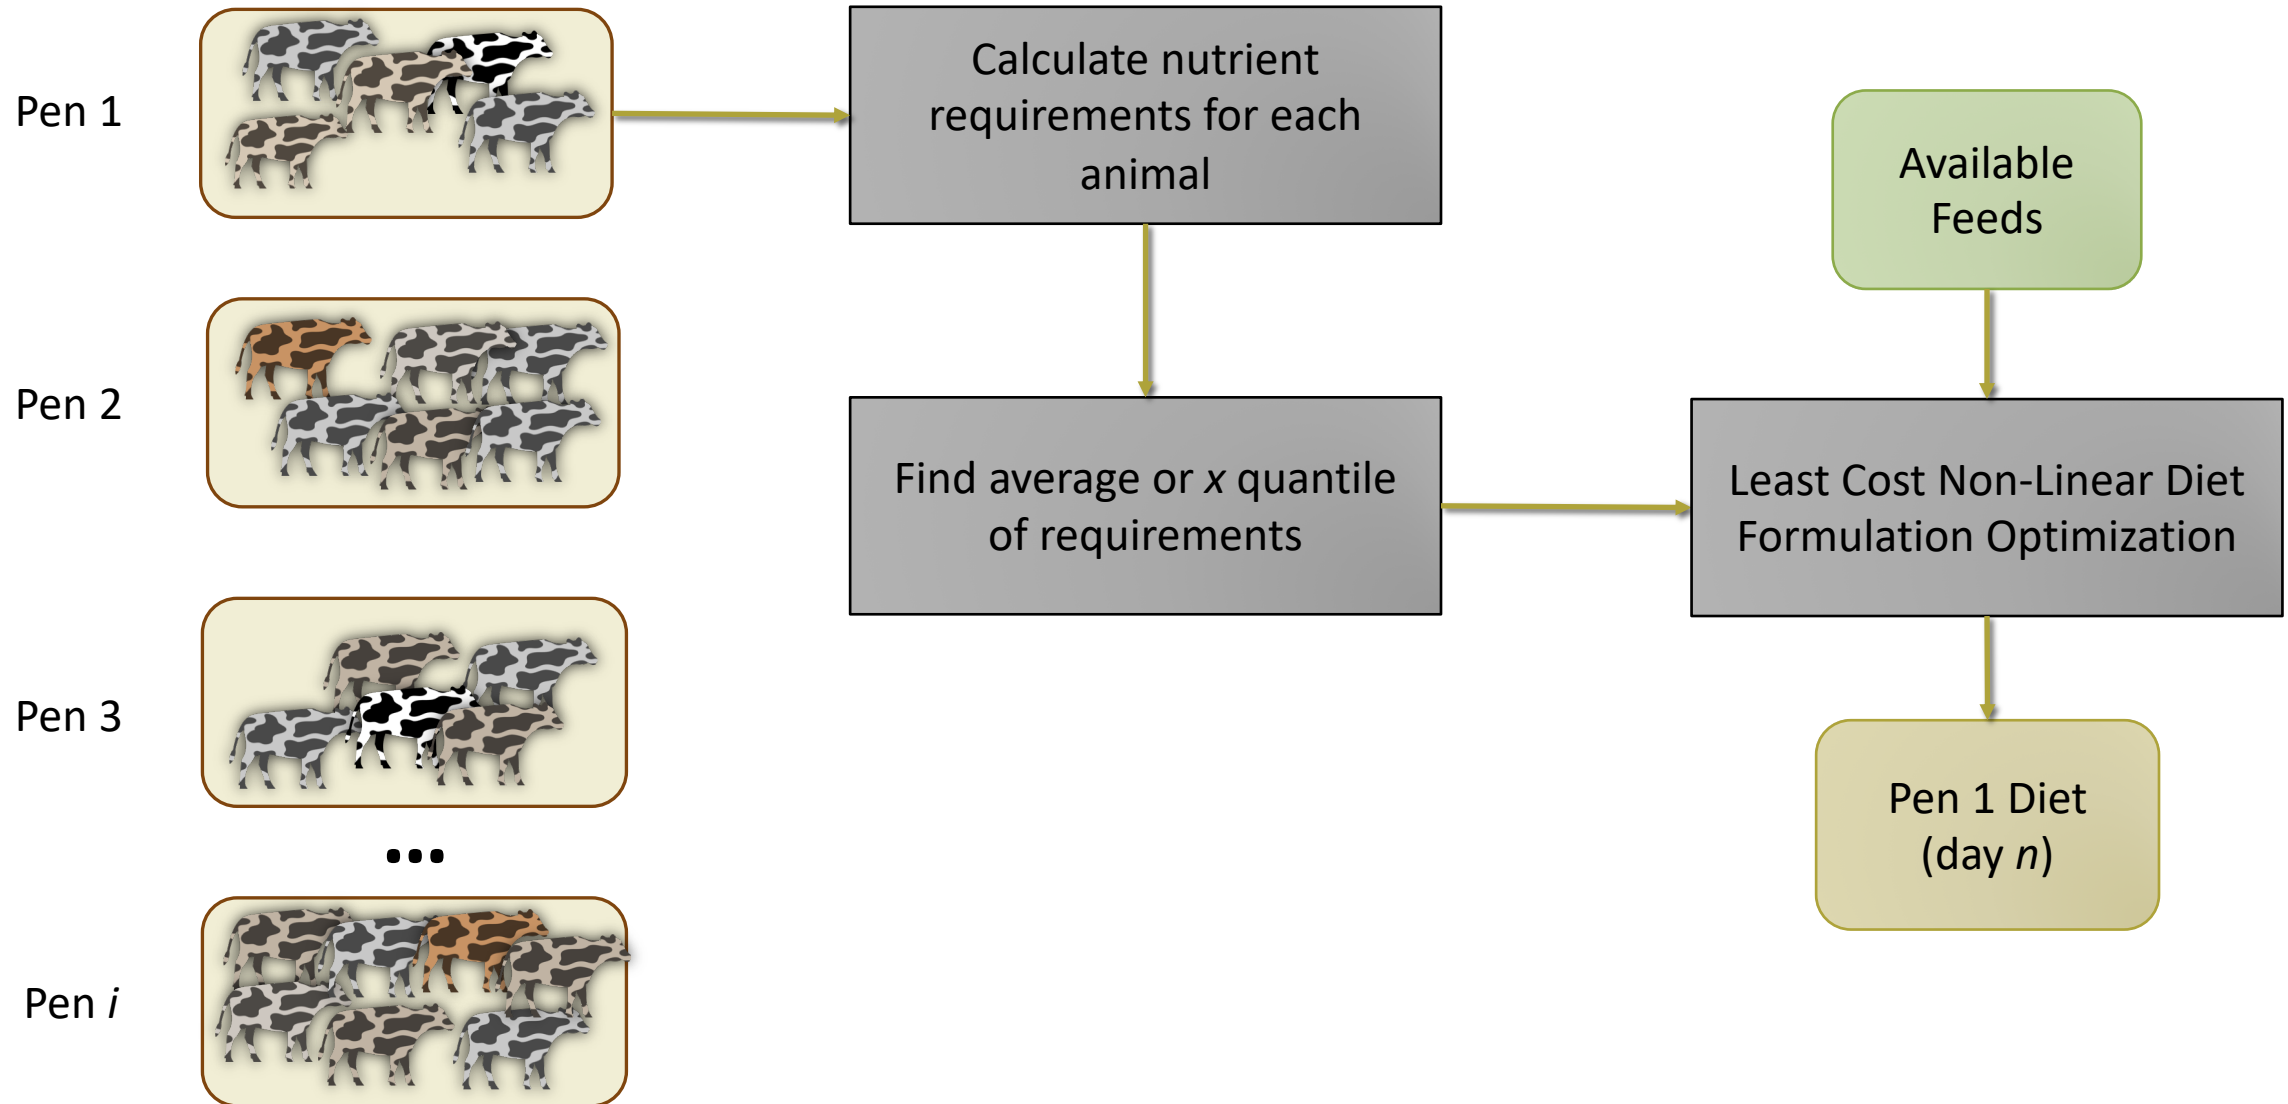 Pen 1
Calculate nutrient
requirements for each
animal
Available
Feeds
Pen 2
Find average or x quantile
of requirements
Least Cost Non-Linear Diet
Formulation Optimization
Pen 3
Pen 1 Diet
(day n)
...
Pen i